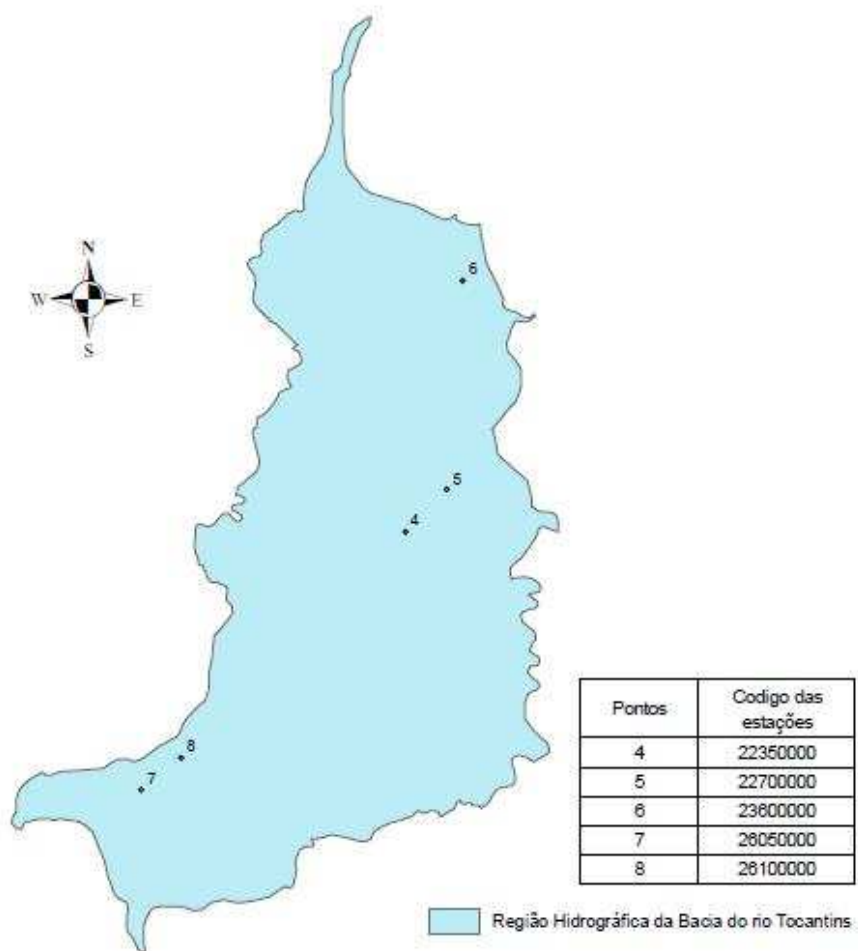 N
W E
S
6
5
4
8
7
Pontos Codigo das estações
4 22350000
5 22700000
6 23600000
7 26050000
8 26100000
Região Hidrográfica da Bacia do rio Tocantins